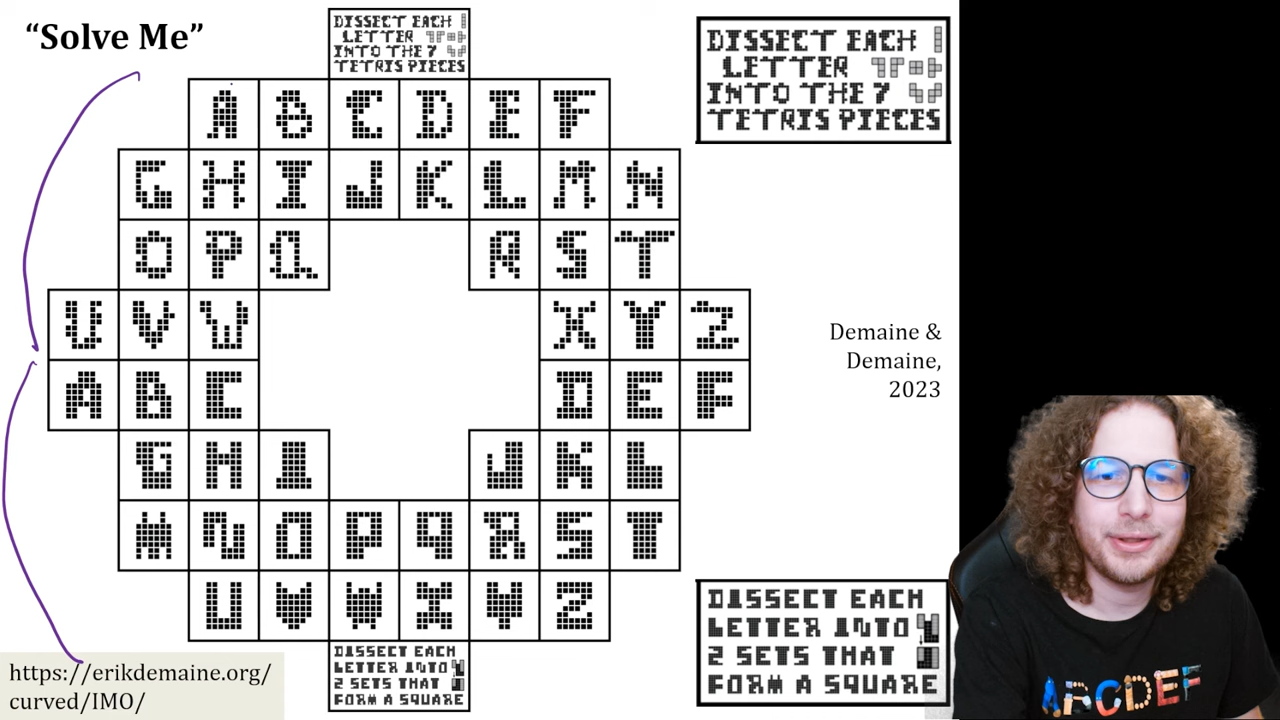 “Solve Me”
DISSECT EACH
LETTER
INTO THE 7
TETRIS PIECES
DISSECT EACH
LETTER
INTO THE 7
TETRIS PIECES
A B C D E F
G H I J K L M N
O P Q R S T
U V W X Y Z
Demaine &
Demaine,
2023
A B C D E F
G H I J K L
M N O P Q R S T
U V W X Y Z
DISSECT EACH
LETTER INTO
2 SETS THAT
FORM A SQUARE
DISSECT EACH
LETTER INTO
2 SETS THAT
FORM A SQUARE
https://erikdemaine.org/
curved/IMO/
ABCDEF